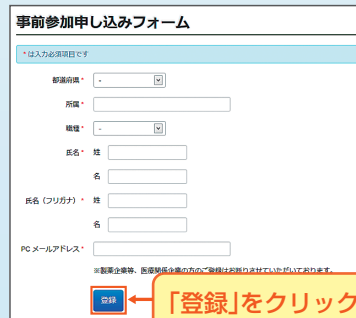 事前参加申し込みフォーム
*は入力必須項目です
都道府県*
-
所属*
職種*
-
氏名*
姓
名
氏名（フリガナ）*
姓
名
PC メールアドレス*
※製薬企業等、医療関係企業の方のご登録はお断りさせていただいております。
登録
「登録」をクリック